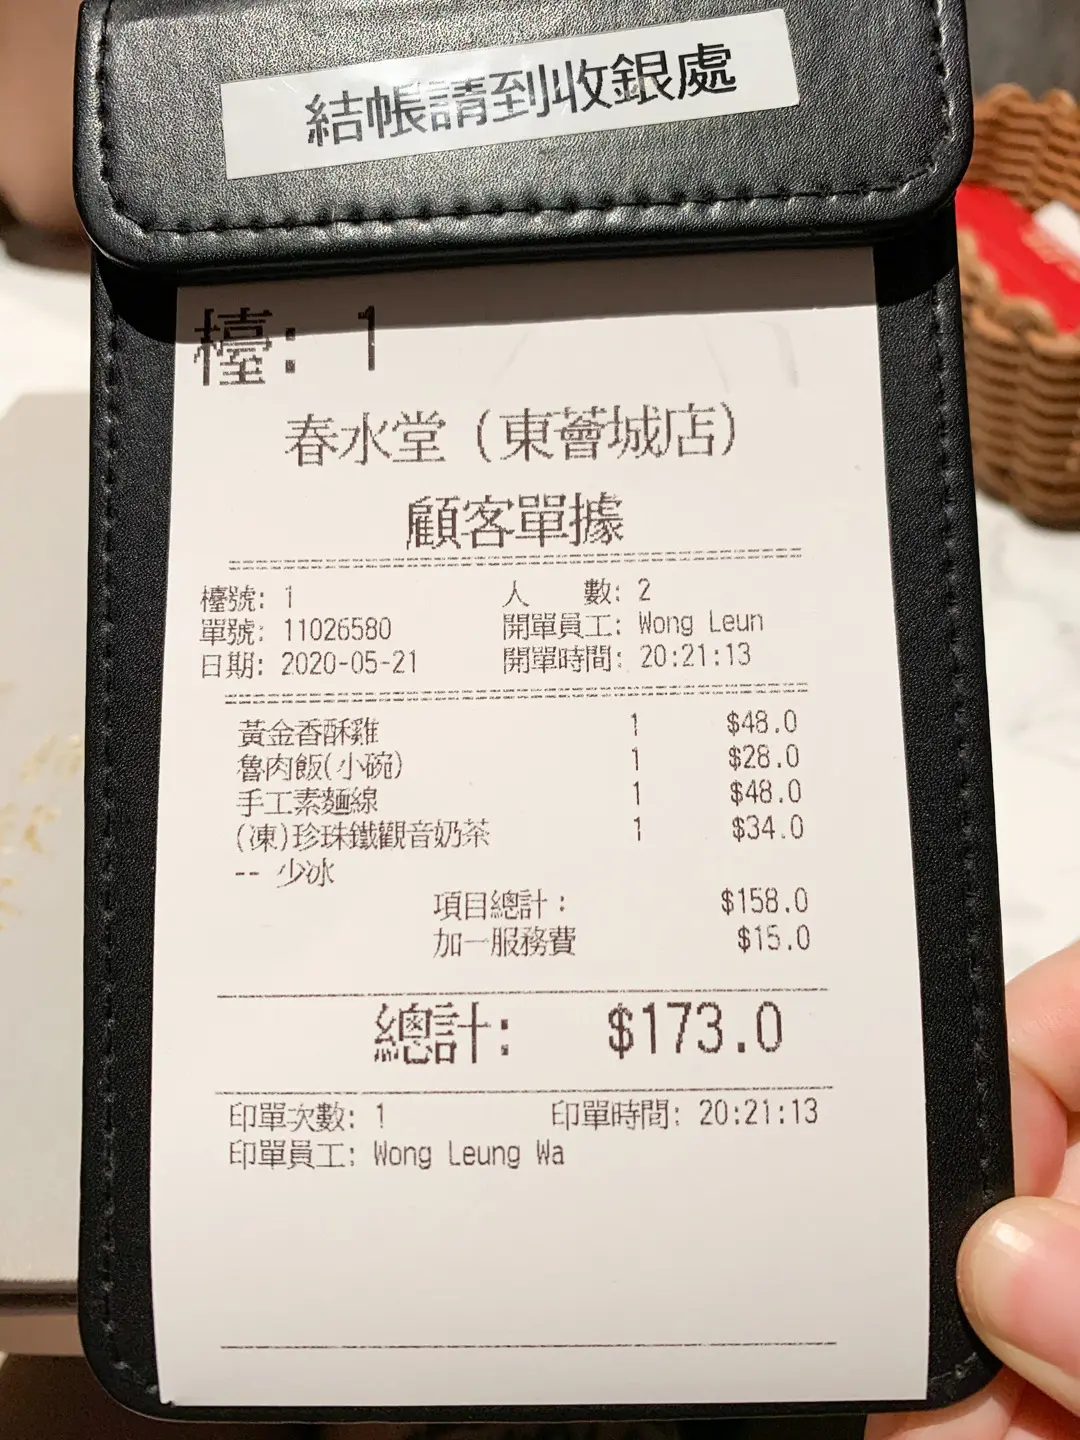 結帳請到收銀處
檯: 1
春水堂 (東薈城店)
顧客單據
檯號: 1 人 數: 2
單號: 11026580 開單員工: Wong Leun
日期: 2020-05-21 開單時間: 20:21:13
黃金香酥雞 1 $48.0
魯肉飯(小碗) 1 $28.0
手工素麵線 1 $48.0
(凍)珍珠鐵觀音奶茶 1 $34.0
-- 少冰
項目總計: $158.0
加一服務費 $15.0
總計: $173.0
印單次數: 1 印單時間: 20:21:13
印單員工: Wong Leung Wa